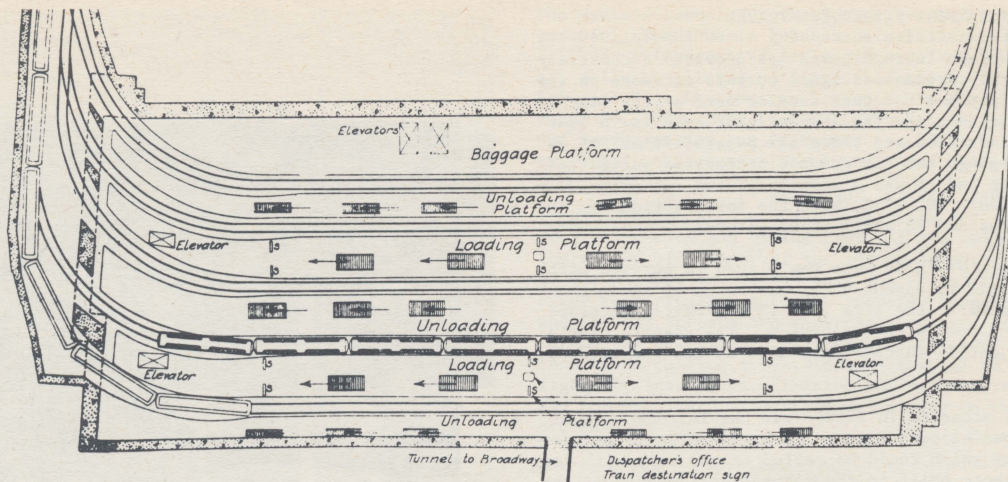 Elevators
Baggage Platform
Unloading
Platform
Elevator
S
Loading
S
Platform
S
Elevator
S
S
S
Unloading Platform
Elevator
S
Loading
S
Platform
S
Elevator
S
S
S
Unloading
Platform
Tunnel to Broadway
Dispatcher's office
Train destination sign